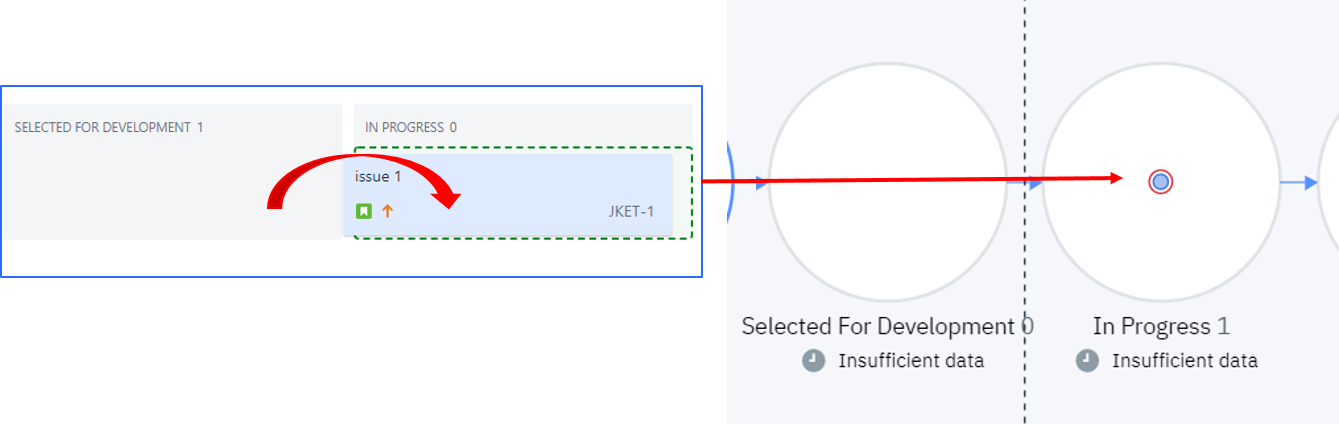 SELECTED FOR DEVELOPMENT 1
IN PROGRESS 0
issue 1
JKET-1
Selected For Development 0
Insufficient data
In Progress 1
Insufficient data